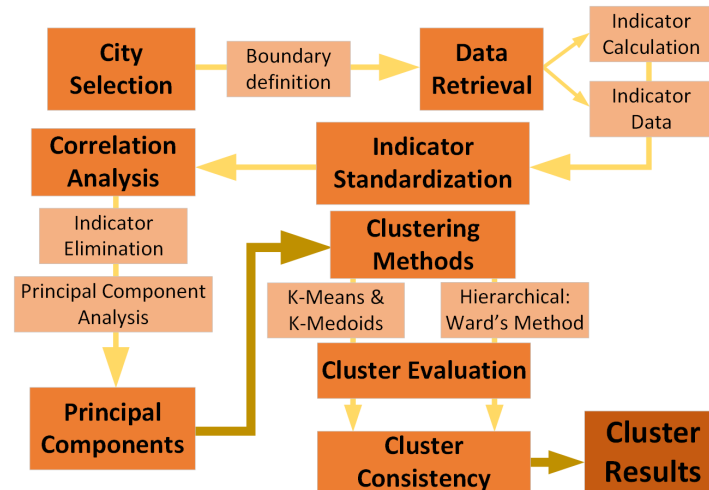 City
Selection
Boundary
definition
Data
Retrieval
Indicator
Calculation
Indicator
Data
Correlation
Analysis
Indicator
Standardization
Indicator
Elimination
Principal Component
Analysis
Principal
Components
Clustering
Methods
K-Means &
K-Medoids
Hierarchical:
Ward's Method
Cluster Evaluation
Cluster
Consistency
Cluster
Results